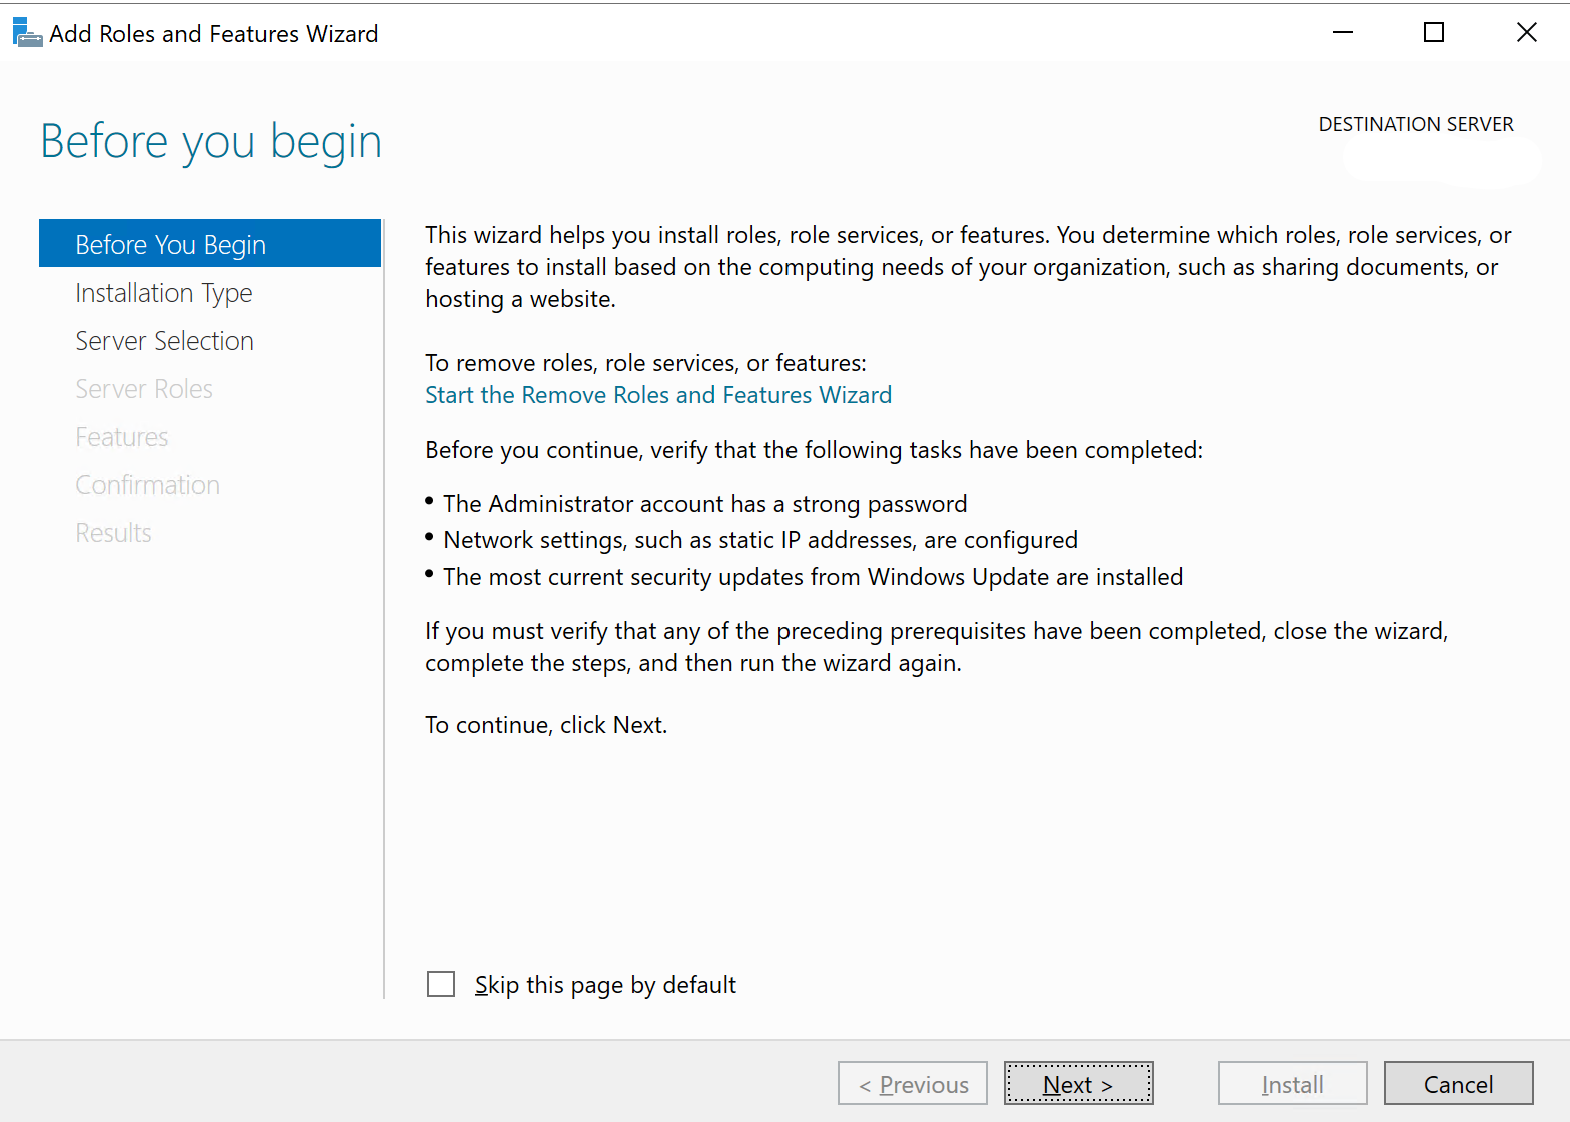 Add Roles and Features Wizard
Before you begin
DESTINATION SERVER
Before You Begin
Installation Type
Server Selection
Server Roles
Features
Confirmation
Results
This wizard helps you install roles, role services, or features. You determine which roles, role services, or
features to install based on the computing needs of your organization, such as sharing documents, or
hosting a website.
To remove roles, role services, or features:
Start the Remove Roles and Features Wizard
Before you continue, verify that the following tasks have been completed:
• The Administrator account has a strong password
• Network settings, such as static IP addresses, are configured
• The most current security updates from Windows Update are installed
If you must verify that any of the preceding prerequisites have been completed, close the wizard,
complete the steps, and then run the wizard again.
To continue, click Next.
Skip this page by default
< Previous
Next >
Install
Cancel